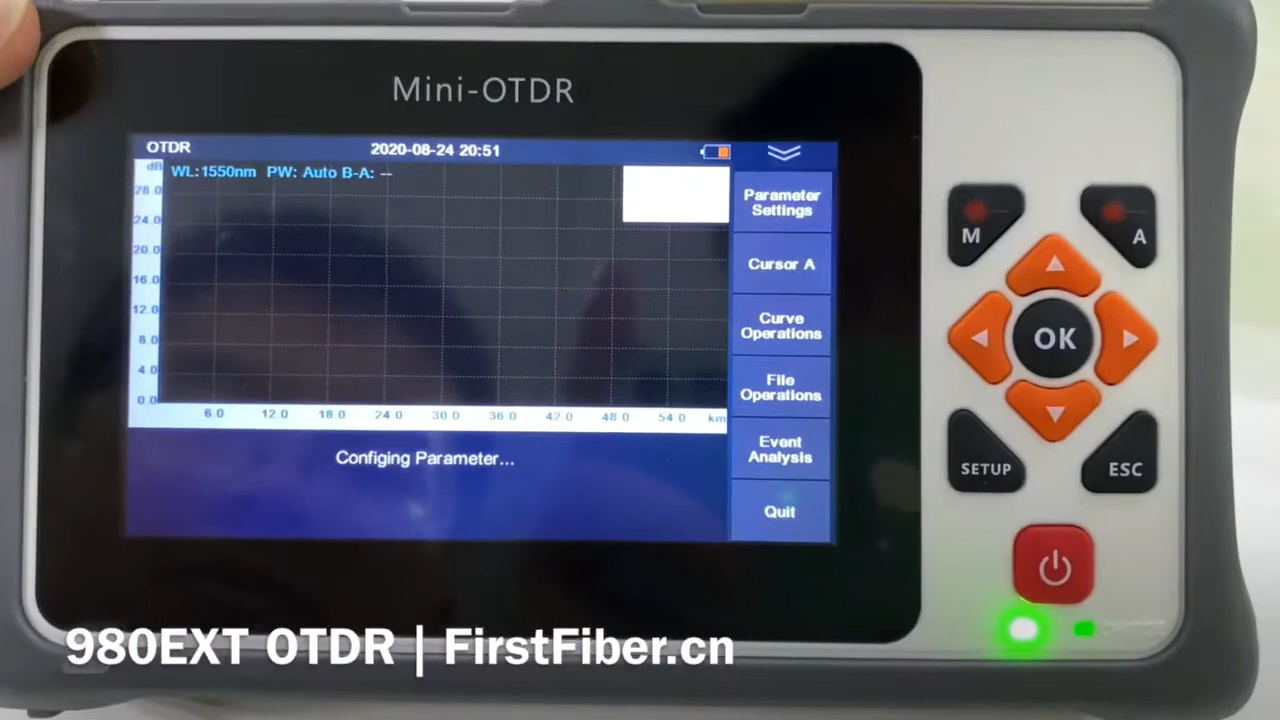 Mini-OTDR
OTDR
2020-08-24 20:51
dB
WL:1550nm PW: Auto B-A: --
28.0
24.0
20.0
16.0
12.0
8.0
4.0
0.0
6.0 12.0 18.0 24.0 30.0 36.0 42.0 48.0 54.0 km
Configing Parameter...
Parameter
Settings
Cursor A
Curve
Operations
File
Operations
Event
Analysis
Quit
M
A
OK
SETUP
ESC
980EXT OTDR | FirstFiber.cn